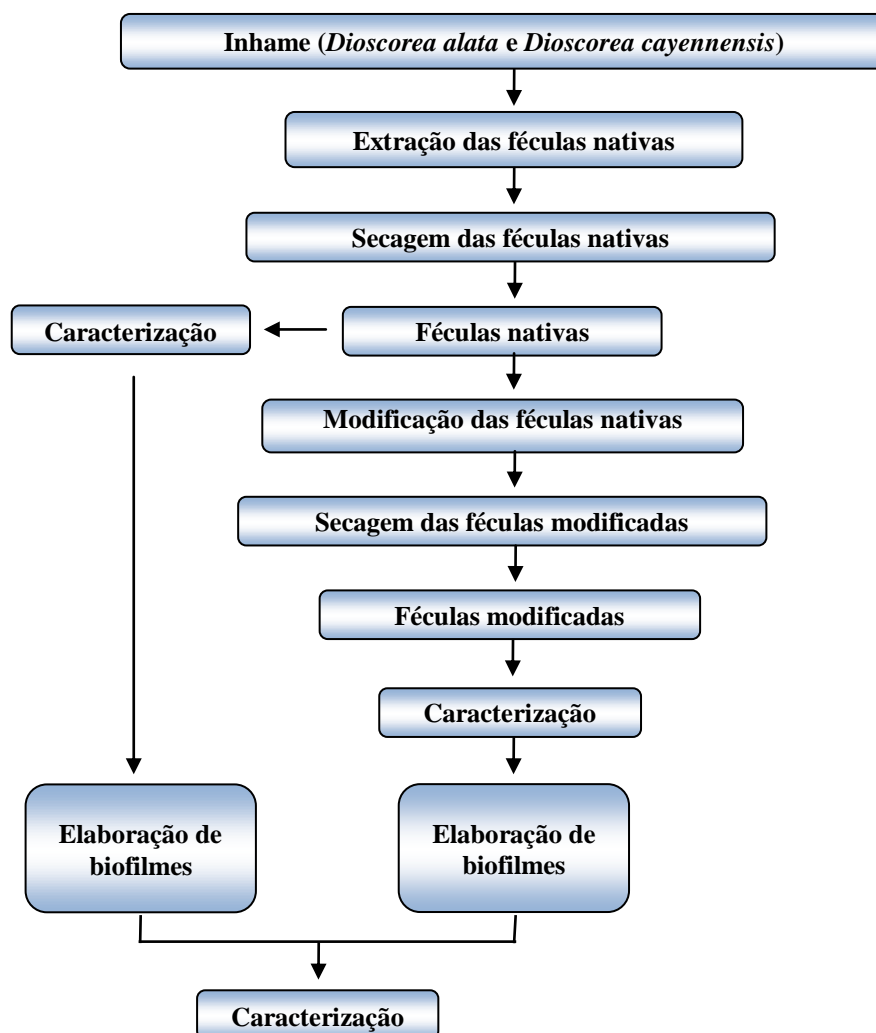 Inhame (Dioscorea alata e Dioscorea cayennensis)
Extração das féculas nativas
Secagem das féculas nativas
Caracterização
Féculas nativas
Modificação das féculas nativas
Secagem das féculas modificadas
Féculas modificadas
Caracterização
Elaboração de
biofilmes
Elaboração de
biofilmes
Caracterização